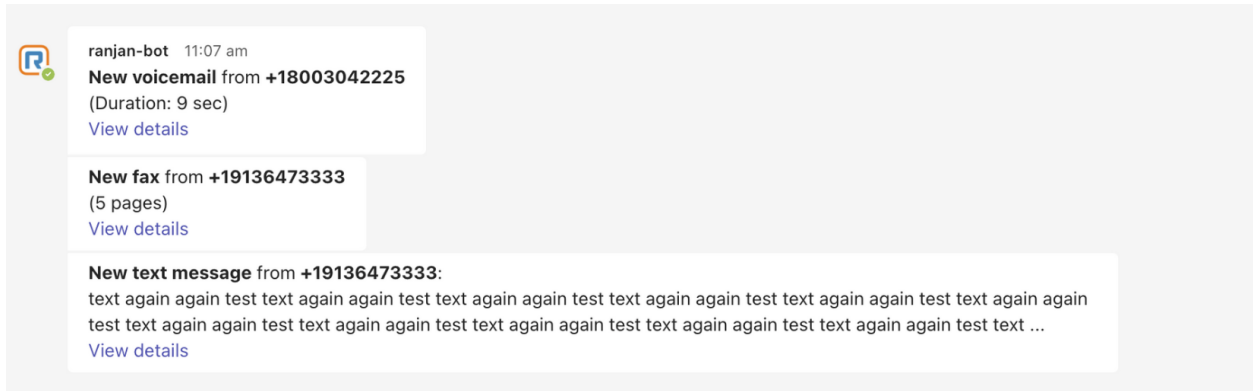 ranjan-bot 11:07 am
New voicemail from +18003042225
(Duration: 9 sec)
View details
New fax from +19136473333
(5 pages)
View details
New text message from +19136473333:
text again again test text again again test text again again test text again again test text again again test text again again
test text again again test text again again test text again again test text again again test text again again test text ...
View details